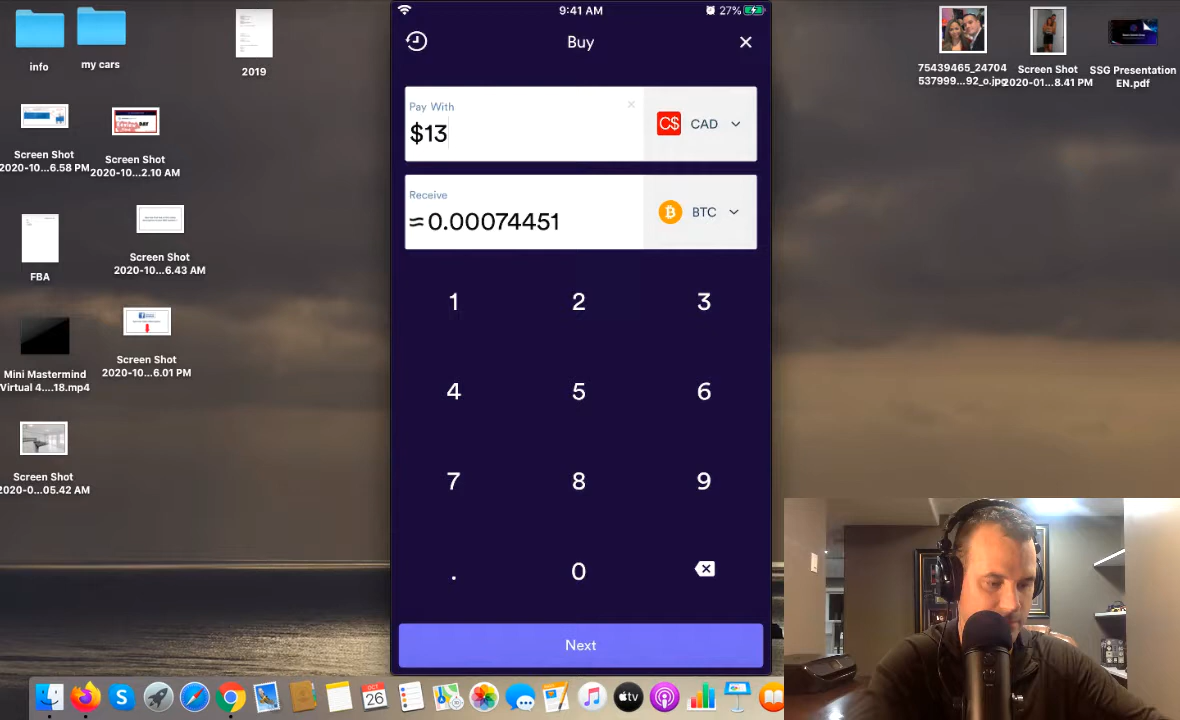 9:41 AM
27%
Buy
Pay With
$13
C$ CAD
Receive
≈ 0.00074451
BTC
1 2 3
4 5 6
7 8 9
. 0
Next
info
my cars
2019
Screen Shot
2020-10...6.58 PM
Screen Shot
2020-10...2.10 AM
FBA
Screen Shot
2020-10...6.43 AM
Mini Mastermind
Virtual 4....18.mp4
Screen Shot
2020-10...6.01 PM
Screen Shot
2020-0...05.42 AM
75439465_24704
537999...92_o.jpg
Screen Shot
2020-01...8.41 PM
SSG Presentation
EN.pdf
OCT
26
tv